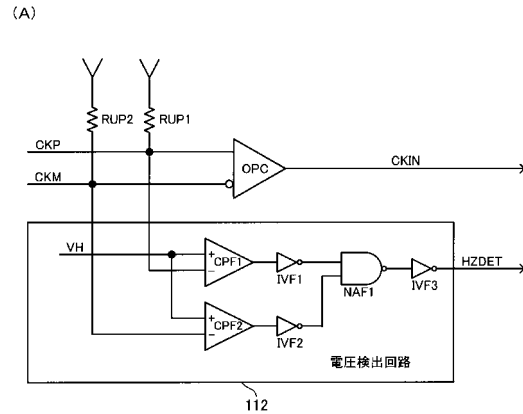 (A)
RUP2
RUP1
CKP
CKM
OPC
CKIN
VH
+
−
CPF1
IVF1
NAF1
IVF3
HZDET
+
−
CPF2
IVF2
電圧検出回路
112